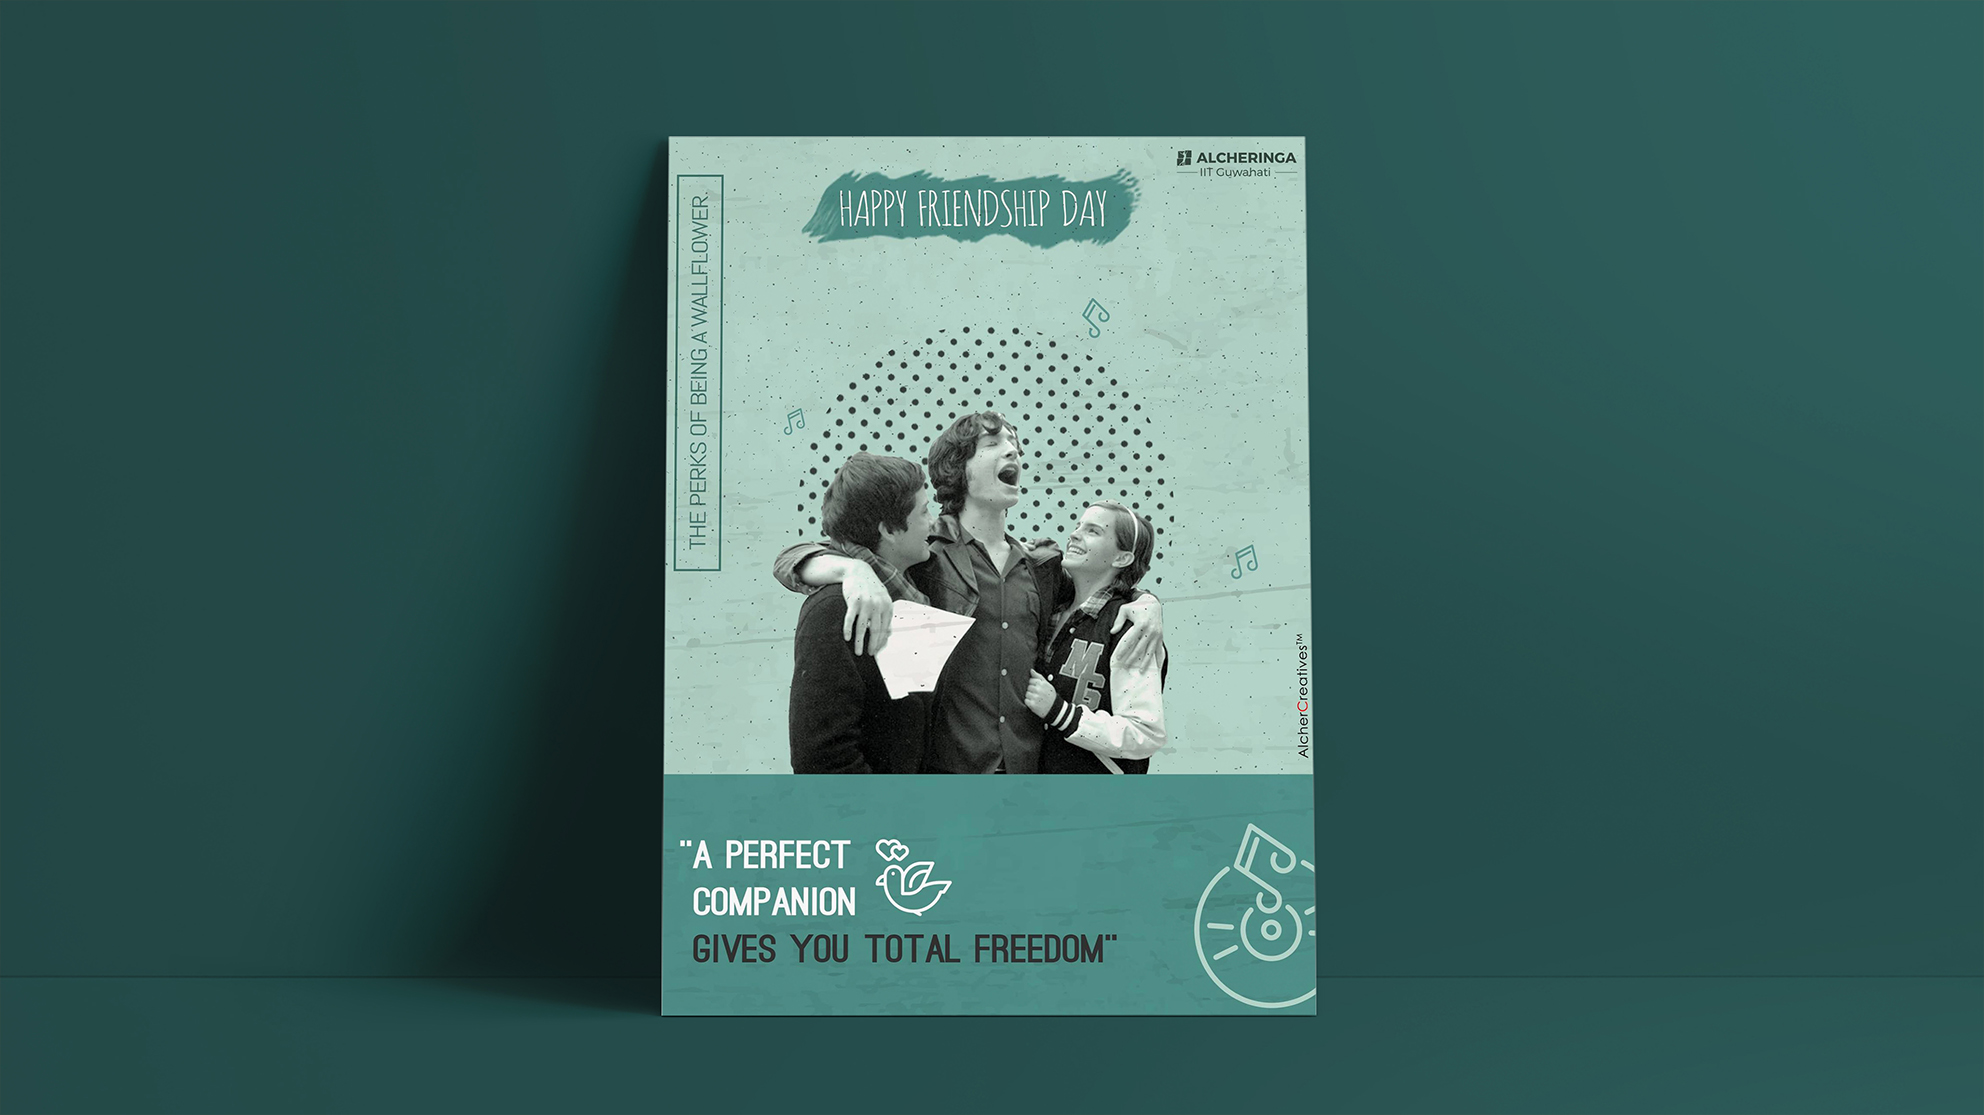 ALCHERINGA
IIT Guwahati
HAPPY FRIENDSHIP DAY
THE PERKS OF BEING A WALLFLOWER.
MG
AlcherCreatives™
"A PERFECT
COMPANION
GIVES YOU TOTAL FREEDOM"